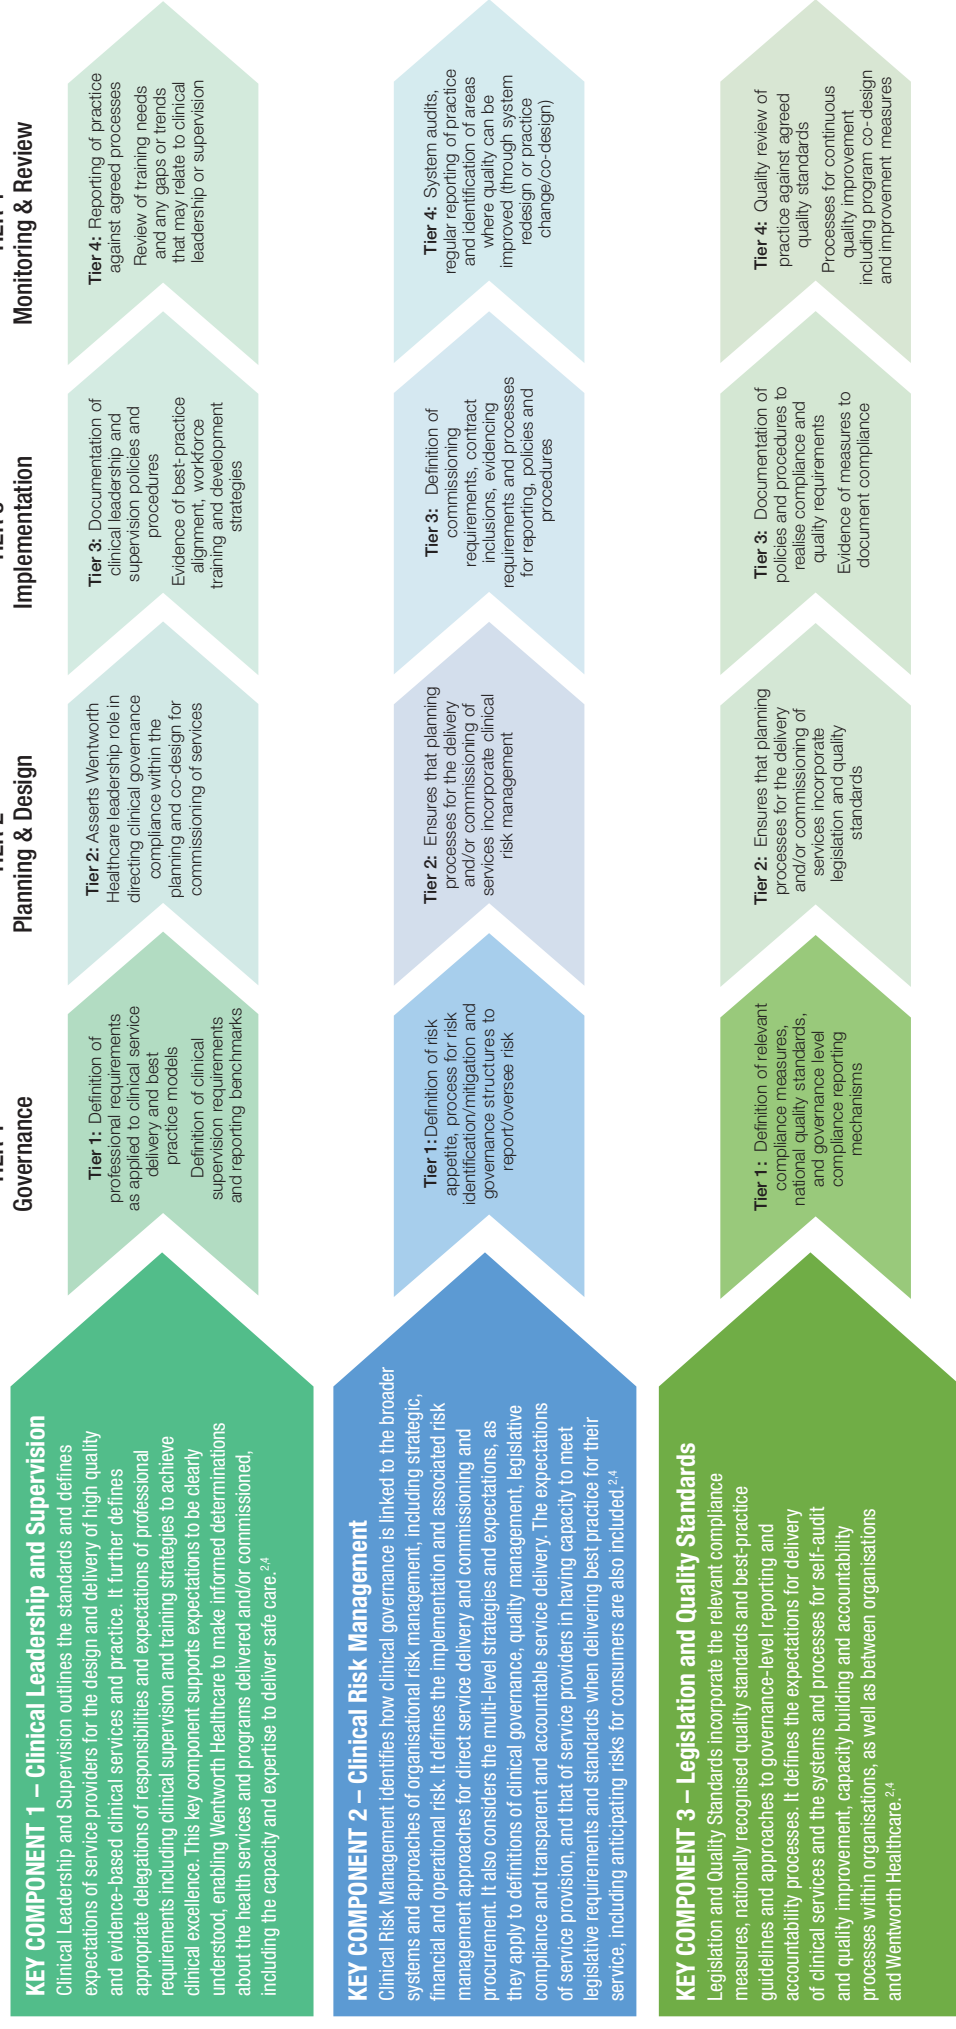 Governance
Planning & Design
Implementation
Monitoring & Review
KEY COMPONENT 1 – Clinical Leadership and Supervision
Clinical Leadership and Supervision outlines the standards and defines
expectations of service providers for the design and delivery of high quality
and evidence-based clinical services and practice. It further defines
appropriate delegations of responsibilities and expectations of professional
requirements including clinical supervision and training strategies to achieve
clinical excellence. This key component supports expectations to be clearly
understood, enabling Wentworth Healthcare to make informed determinations
about the health services and programs delivered and/or commissioned,
including the capacity and expertise to deliver safe care.2,4
Tier 1: Definition of
professional requirements
as applied to clinical service
delivery and best
practice models
Definition of clinical
supervision requirements
and reporting benchmarks
Tier 2: Asserts Wentworth
Healthcare leadership role in
directing clinical governance
compliance within the
planning and co-design for
commissioning of services
Tier 3: Documentation of
clinical leadership and
supervision policies and
procedures
Evidence of best-practice
alignment, workforce
training and development
strategies
Tier 4: Reporting of practice
against agreed processes
Review of training needs
and any gaps or trends
that may relate to clinical
leadership or supervision
KEY COMPONENT 2 – Clinical Risk Management
Clinical Risk Management identifies how clinical governance is linked to the broader
systems and approaches of organisational risk management, including strategic,
financial and operational risk. It defines the implementation and associated risk
management approaches for direct service delivery and commissioning and
procurement. It also considers the multi-level strategies and expectations, as
they apply to definitions of clinical governance, quality management, legislative
compliance and transparent and accountable service delivery. The expectations
of service provision, and that of service providers in having capacity to meet
legislative requirements and standards when delivering best practice for their
service, including anticipating risks for consumers are also included.2,4
Tier 1: Definition of risk
appetite, process for risk
identification/mitigation and
governance structures to
report/oversee risk
Tier 2: Ensures that planning
processes for the delivery
and/or commissioning of
services incorporate clinical
risk management
Tier 3: Definition of
commissioning
requirements, contract
inclusions, evidencing
requirements and processes
for reporting, policies and
procedures
Tier 4: System audits,
regular reporting of practice
and identification of areas
where quality can be
improved (through system
redesign or practice
change/co-design)
KEY COMPONENT 3 – Legislation and Quality Standards
Legislation and Quality Standards incorporate the relevant compliance
measures, nationally recognised quality standards and best-practice
guidelines and approaches to governance-level reporting and
accountability processes. It defines the expectations for delivery
of clinical services and the systems and processes for self-audit
and quality improvement, capacity building and accountability
processes within organisations, as well as between organisations
and Wentworth Healthcare.2,4
Tier 1: Definition of relevant
compliance measures,
national quality standards,
and governance level
compliance reporting
mechanisms
Tier 2: Ensures that planning
processes for the delivery
and/or commissioning of
services incorporate
legislation and quality
standards
Tier 3: Documentation of
policies and procedures to
realise compliance and
quality requirements
Evidence of measures to
document compliance
Tier 4: Quality review of
practice against agreed
quality standards
Processes for continuous
quality improvement
including program co-design
and improvement measures